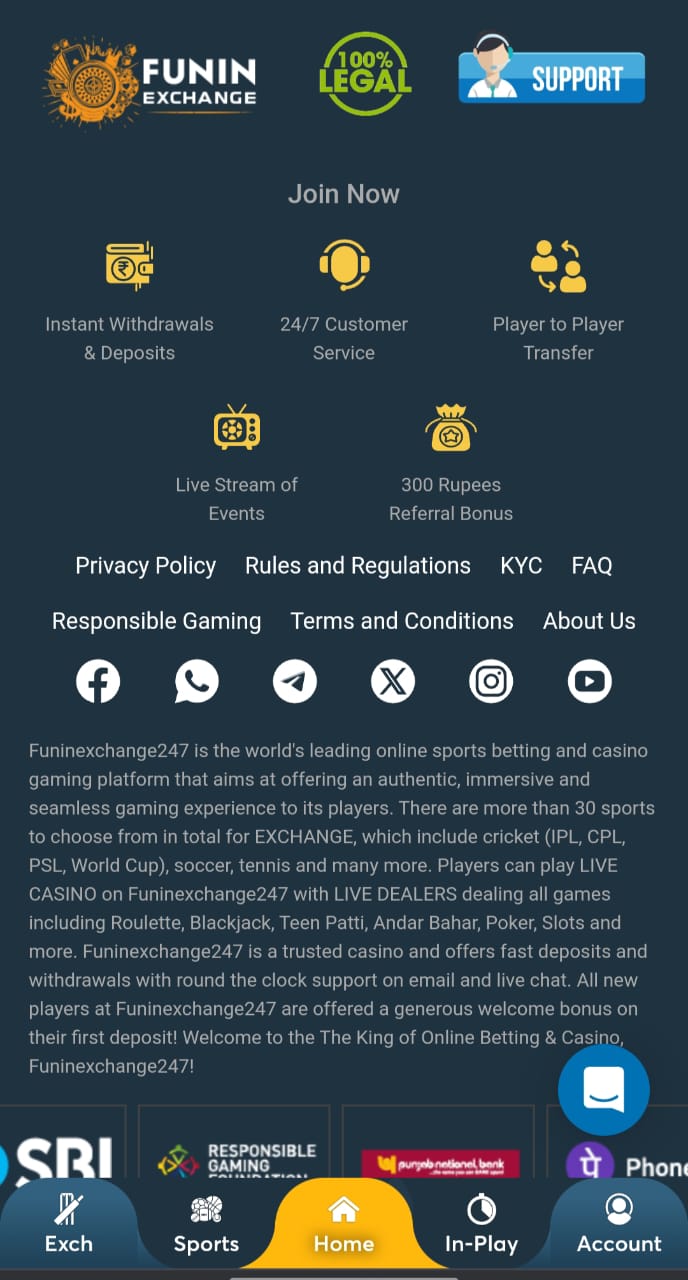 FUNIN
EXCHANGE
100%
LEGAL
SUPPORT
Join Now
Instant Withdrawals
& Deposits
24/7 Customer
Service
Player to Player
Transfer
Live Stream of
Events
300 Rupees
Referral Bonus
Privacy Policy Rules and Regulations KYC FAQ
Responsible Gaming Terms and Conditions About Us
Funinexchange247 is the world's leading online sports betting and casino
gaming platform that aims at offering an authentic, immersive and
seamless gaming experience to its players. There are more than 30 sports
to choose from in total for EXCHANGE, which include cricket (IPL, CPL,
PSL, World Cup), soccer, tennis and many more. Players can play LIVE
CASINO on Funinexchange247 with LIVE DEALERS dealing all games
including Roulette, Blackjack, Teen Patti, Andar Bahar, Poker, Slots and
more. Funinexchange247 is a trusted casino and offers fast deposits and
withdrawals with round the clock support on email and live chat. All new
players at Funinexchange247 are offered a generous welcome bonus on
their first deposit! Welcome to the The King of Online Betting & Casino,
Funinexchange247!
SBI
RESPONSIBLE
GAMING
FOUNDATION
punjab national bank
पे Phone
Exch Sports Home In-Play Account